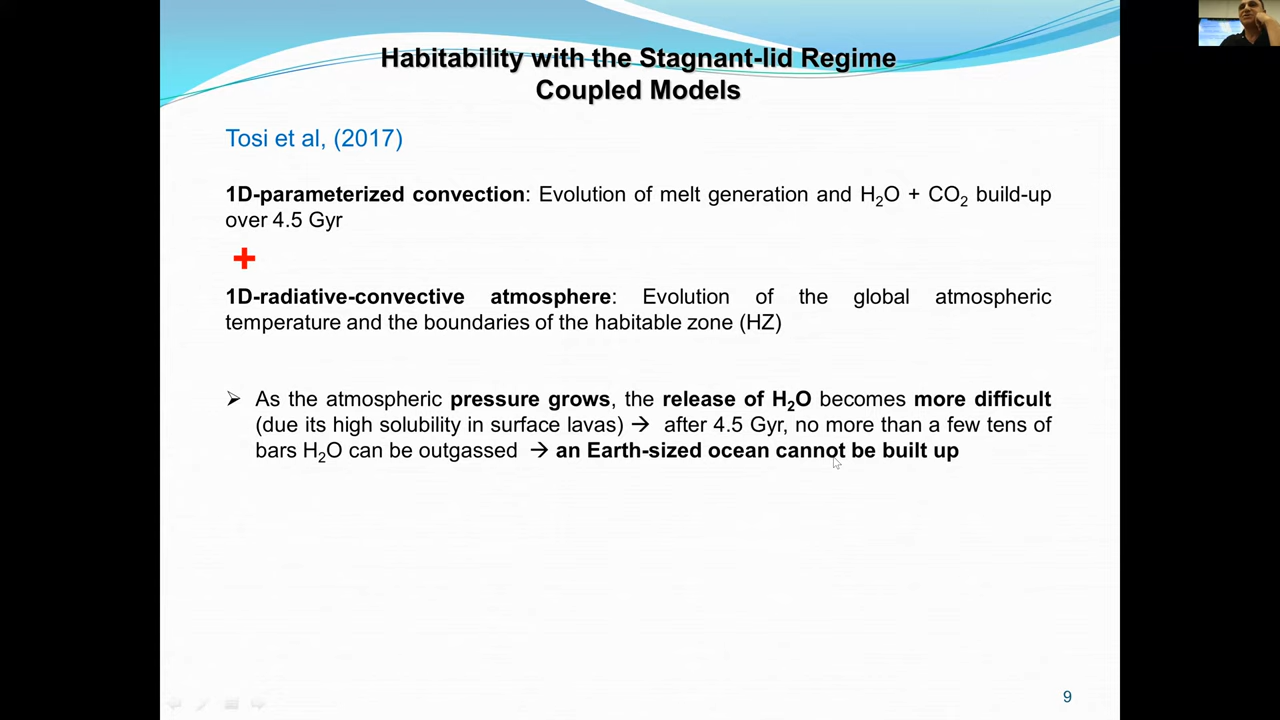 Habitability with the Stagnant-lid Regime
Coupled Models
Tosi et al, (2017)
1D-parameterized convection: Evolution of melt generation and H₂O + CO₂ build-up
over 4.5 Gyr
+
1D-radiative-convective atmosphere: Evolution of the global atmospheric
temperature and the boundaries of the habitable zone (HZ)
➢ As the atmospheric pressure grows, the release of H₂O becomes more difficult
(due its high solubility in surface lavas) → after 4.5 Gyr, no more than a few tens of
bars H₂O can be outgassed → an Earth-sized ocean cannot be built up
9